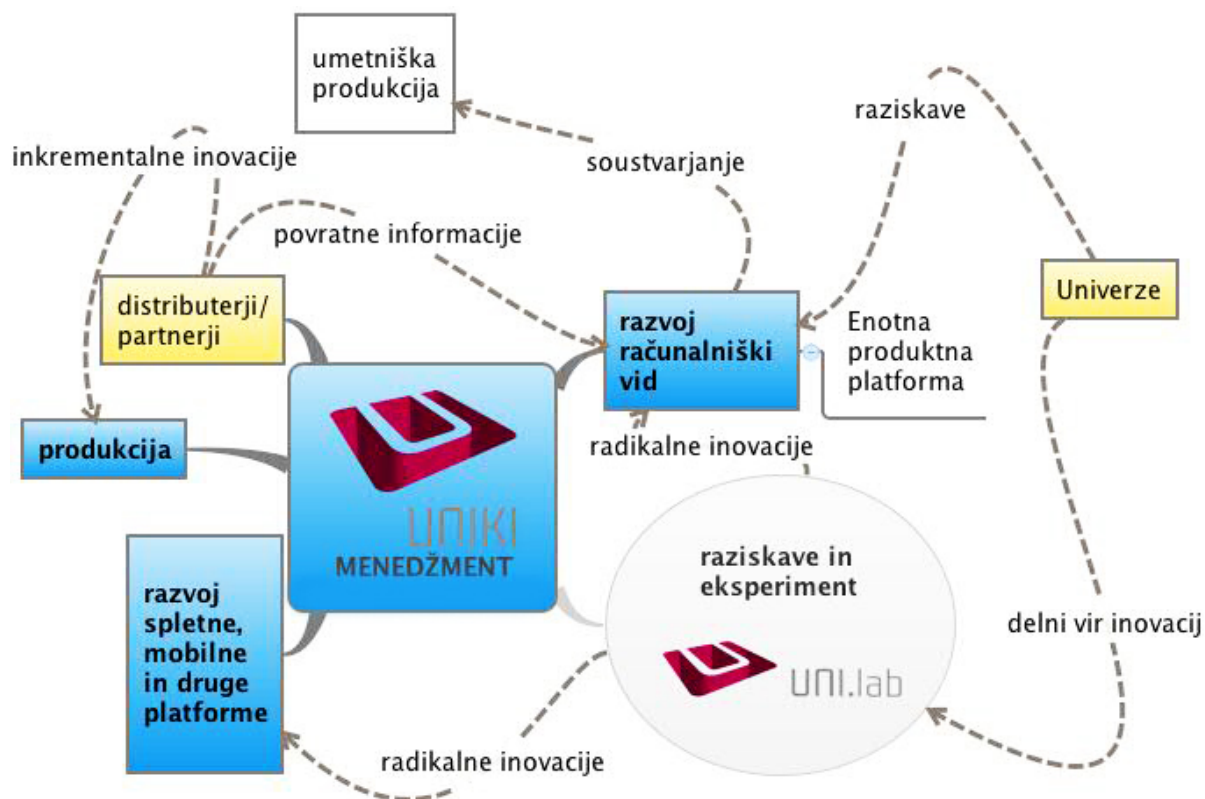 umetniška
produkcija
raziskave
inkrementalne inovacije
soustvarjanje
povratne informacije
distributerji/
partnerji
razvoj
računalniški
vid
Enotna
produktna
platforma
Univerze
produkcija
UNIKI
MENEDŽMENT
radikalne inovacije
raziskave in
eksperiment
UNI.lab
razvoj
spletne,
mobilne
in druge
platforme
delni vir inovacij
radikalne inovacije